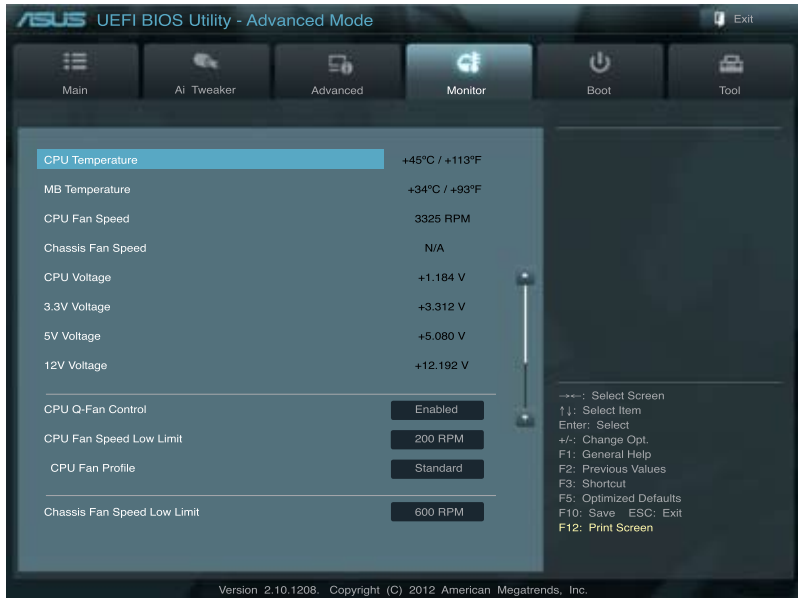 ASUS UEFI BIOS Utility - Advanced Mode
Exit
Main
Ai Tweaker
Advanced
Monitor
Boot
Tool
CPU Temperature +45ºC / +113ºF
MB Temperature +34ºC / +93ºF
CPU Fan Speed 3325 RPM
Chassis Fan Speed N/A
CPU Voltage +1.184 V
3.3V Voltage +3.312 V
5V Voltage +5.080 V
12V Voltage +12.192 V
CPU Q-Fan Control Enabled
CPU Fan Speed Low Limit 200 RPM
CPU Fan Profile Standard
Chassis Fan Speed Low Limit 600 RPM
→←: Select Screen
↑↓: Select Item
Enter: Select
+/-: Change Opt.
F1: General Help
F2: Previous Values
F3: Shortcut
F5: Optimized Defaults
F10: Save ESC: Exit
F12: Print Screen
Version 2.10.1208. Copyright (C) 2012 American Megatrends, Inc.